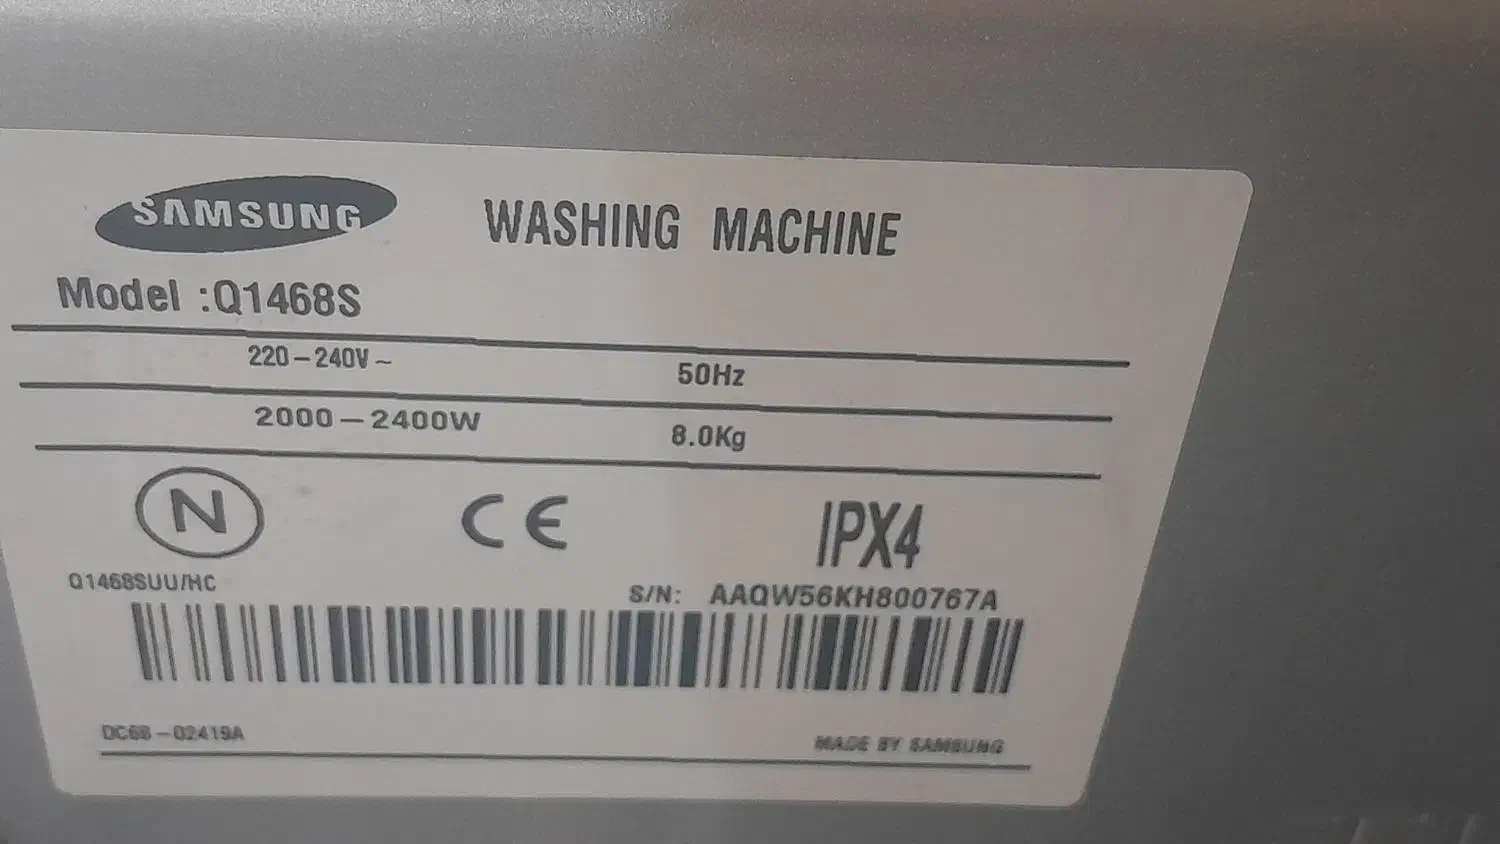 SAMSUNG WASHING MACHINE
Model :Q1468S
220–240V~ 50Hz
2000–2400W 8.0Kg
N CE IPX4
Q1468SUU/HC
S/N: AAQW56KH800767A
DC68-02419A
MADE BY SAMSUNG